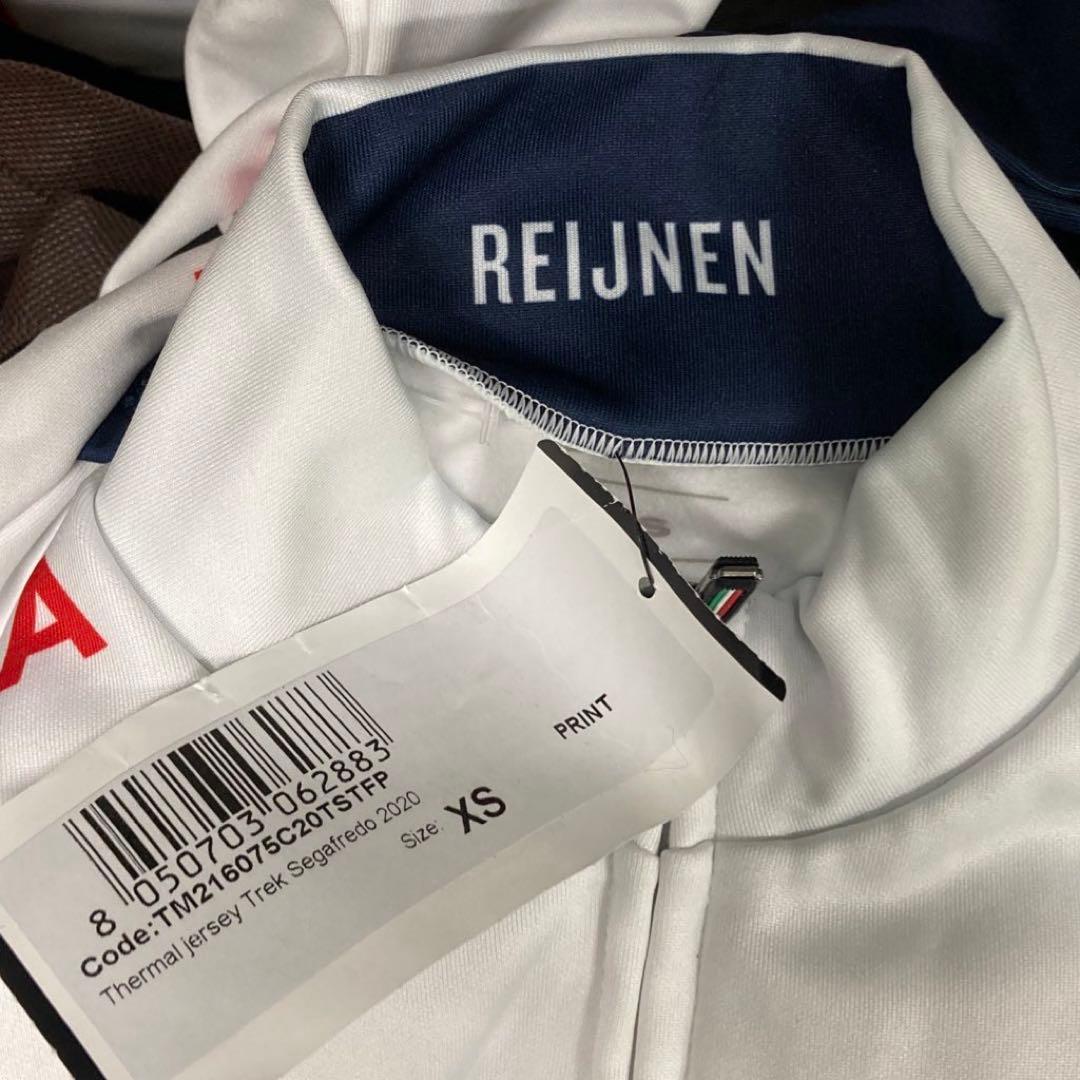 REIJNEN
S
A
PRINT
8 050703 062883
Code:TM216075C20TSTFP
Thermal jersey Trek Segafredo 2020
Size: XS